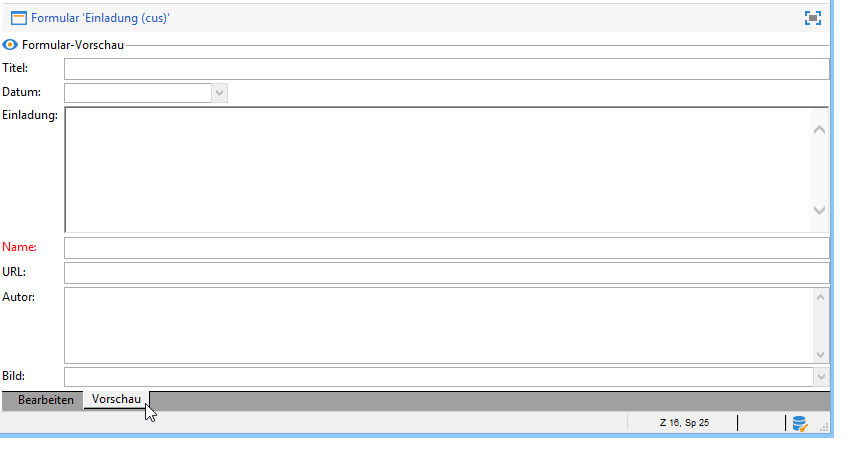 Formular 'Einladung (cus)'
Formular-Vorschau
Titel:
Datum:
Einladung:
Name:
URL:
Autor:
Bild:
Bearbeiten Vorschau
Z 16, Sp 25